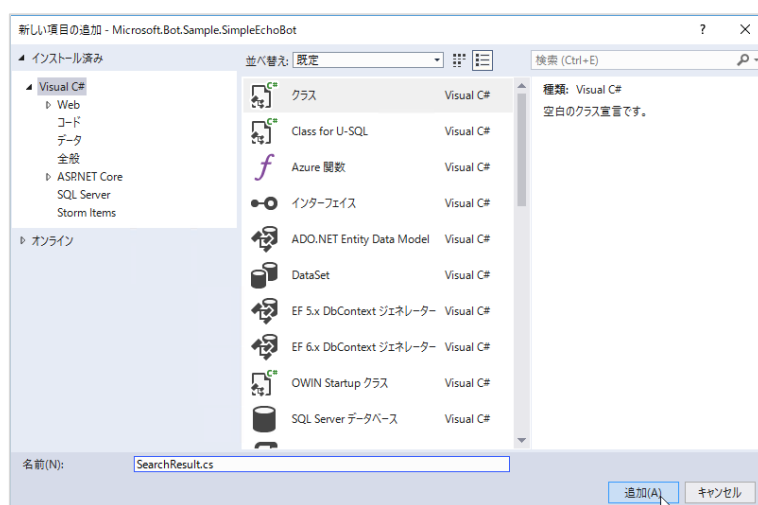 新しい項目の追加 - Microsoft.Bot.Sample.SimpleEchoBot
インストール済み
並べ替え: 既定
検索 (Ctrl+E)
Visual C#
Web
コード
データ
全般
ASP.NET Core
SQL Server
Storm Items
オンライン
クラス Visual C#
Class for U-SQL Visual C#
Azure 関数 Visual C#
インターフェイス Visual C#
ADO.NET Entity Data Model Visual C#
DataSet Visual C#
EF 5.x DbContext ジェネレーター Visual C#
EF 6.x DbContext ジェネレーター Visual C#
OWIN Startup クラス Visual C#
SQL Server データベース Visual C#
種類: Visual C#
空白のクラス宣言です。
名前(N): SearchResult.cs
追加(A) キャンセル